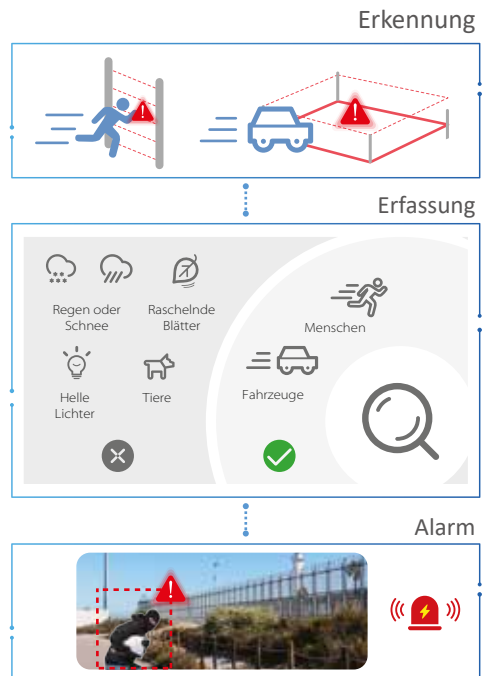 Erkennung
Erfassung
Regen oder
Schnee
Raschelnde
Blätter
Menschen
Helle
Lichter
Tiere
Fahrzeuge
Alarm